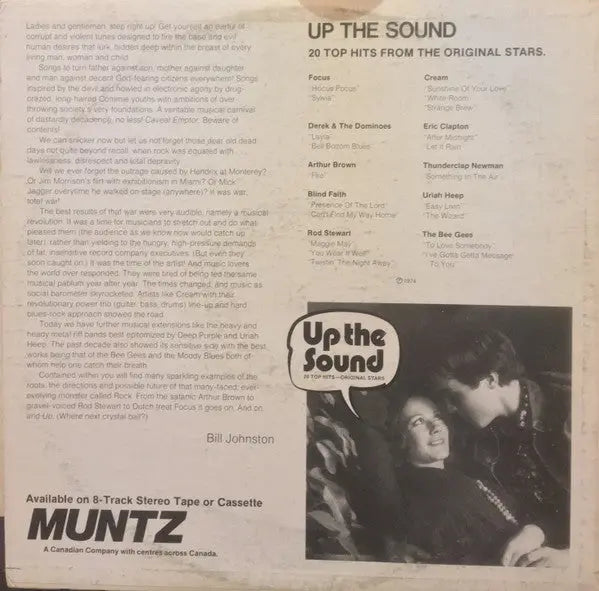 Ladies and gentlemen, step right up! Get yourself an earful of
corrupt and violent tunes designed to fire the base and evil
human desires that lurk, hidden deep within the breast of every
living man, woman and child.
Songs to turn father against son, mother against daughter
and man against decent God-fearing citizens everywhere! Songs
inspired by the devil and howled in electronic agony by drug-
crazed, long-haired Commie youths with ambitions of over-
throwing society's very foundations. A veritable musical carnival
of dastardly decadence, no less! Caveat Emptor. Beware of
contents!
We can snicker now but let us not forget those dear old dead
days not quite beyond recall, when rock was equated with
lawlessness, disrespect and total depravity.
Will we ever forget the outrage caused by Hendrix at Monterey?
Or Jim Morrison's flirt with exhibitionism in Miami? Or Mick
Jagger everytime he walked on stage (anywhere)? It was war,
total war!
The best results of that war were very audible, namely a musical
revolution. It was a time for musicians to stretch out and do what
pleased them (the audience as we know now would catch up
later), rather than yielding to the hungry, high-pressure demands
of fat, insensitive record company executives. (But even they
soon caught on.) It was the time of the artist! And music lovers
the world over responded. They were tired of being fed the same
musical pablum year after year. The times changed, and music as
social barometer skyrocketed. Artists like Cream with their
revolutionary power trio (guitar, bass, drums) line-up and hard
blues-rock approach showed the road.
Today we have further musical extensions like the heavy and
heady metal riff bands best epitomized by Deep Purple and Uriah
Heep. The past decade also showed its sensitive side with the best
works being that of the Bee Gees and the Moody Blues both of
whom help one catch their breath.
Contained within you will find many sparkling examples of the
roots, the directions and possible future of that many-faced, ever-
evolving monster called Rock. From the satanic Arthur Brown to
gravel-voiced Rod Stewart to Dutch treat Focus it goes on. And on.
and Up. (Where next crystal ball?)
Bill Johnston
Available on 8-Track Stereo Tape or Cassette
MUNTZ
A Canadian Company with centres across Canada.
UP THE SOUND
20 TOP HITS FROM THE ORIGINAL STARS.
Focus
"Hocus Pocus"
"Sylvia"
Derek & The Dominoes
"Layla"
"Bell Bottom Blues"
Arthur Brown
"Fire"
Blind Faith
"Presence Of The Lord"
"Can't Find My Way Home"
Rod Stewart
"Maggie May"
"You Wear It Well"
"Twistin' The Night Away"
Cream
"Sunshine Of Your Love"
"White Room"
"Strange Brew"
Eric Clapton
"After Midnight"
"Let It Rain"
Thunderclap Newman
"Something In The Air"
Uriah Heep
"Easy Livin'"
"The Wizard"
The Bee Gees
"To Love Somebody"
"I've Gotta Get a Message
To You"
℗ 1974
Up the
Sound
20 TOP HITS—ORIGINAL STARS